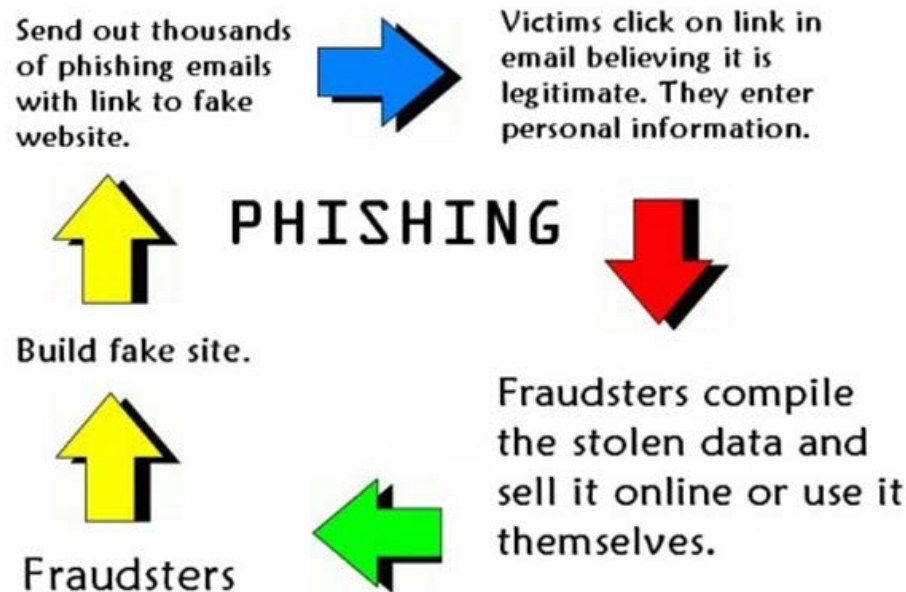 Send out thousands
of phishing emails
with link to fake
website.
Victims click on link in
email believing it is
legitimate. They enter
personal information.
PHISHING
Build fake site.
Fraudsters compile
the stolen data and
sell it online or use it
themselves.
Fraudsters